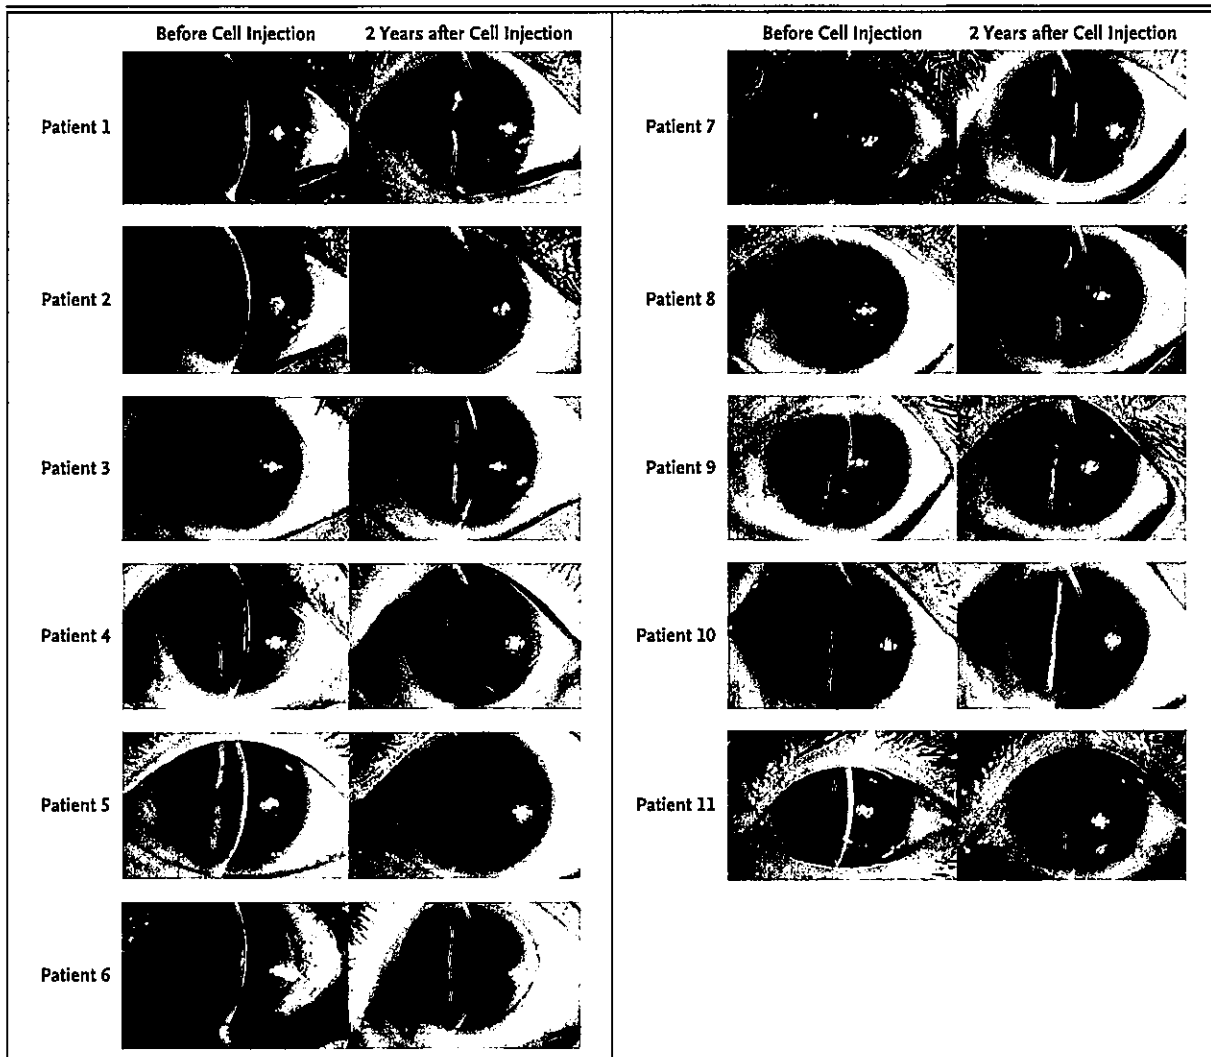 Before Cell Injection 2 Years after Cell Injection
Patient 1
Patient 2
Patient 3
Patient 4
Patient 5
Patient 6
Before Cell Injection 2 Years after Cell Injection
Patient 7
Patient 8
Patient 9
Patient 10
Patient 11